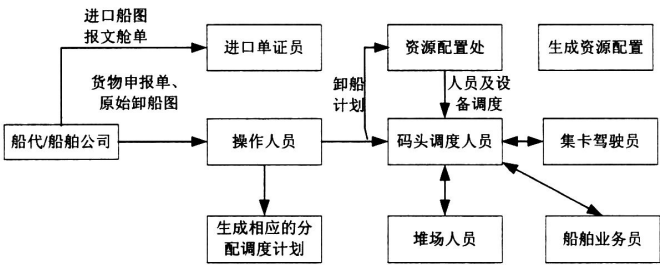 进口船图
报文舱单
进口单证员
资源配置处
生成资源配置
货物申报单、
原始卸船图
卸船
计划
人员及设
备调度
船代/船舶公司
操作人员
码头调度人员
集卡驾驶员
生成相应的分
配调度计划
堆场人员
船舶业务员